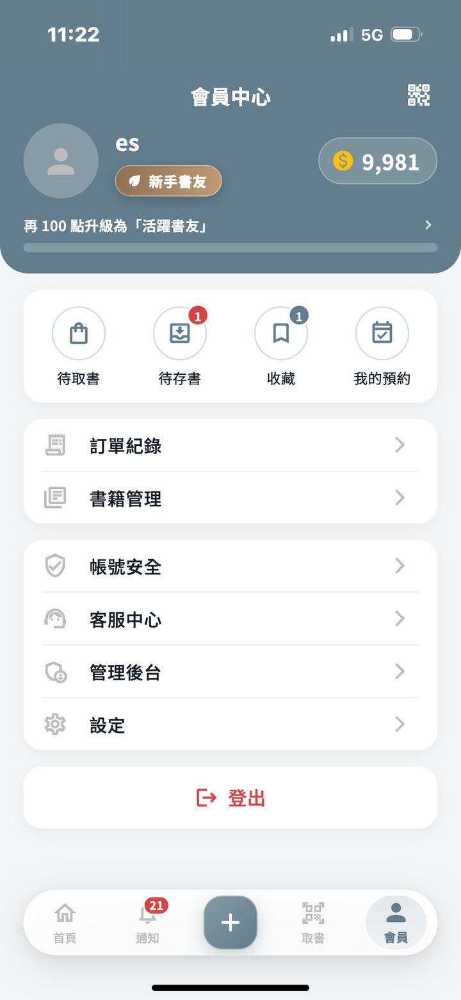 11:22
5G
會員中心
es
新手書友
9,981
再 100 點升級為「活躍書友」
1
1
待取書
待存書
收藏
我的預約
訂單紀錄
書籍管理
帳號安全
客服中心
管理後台
設定
登出
21
首頁
通知
取書
會員